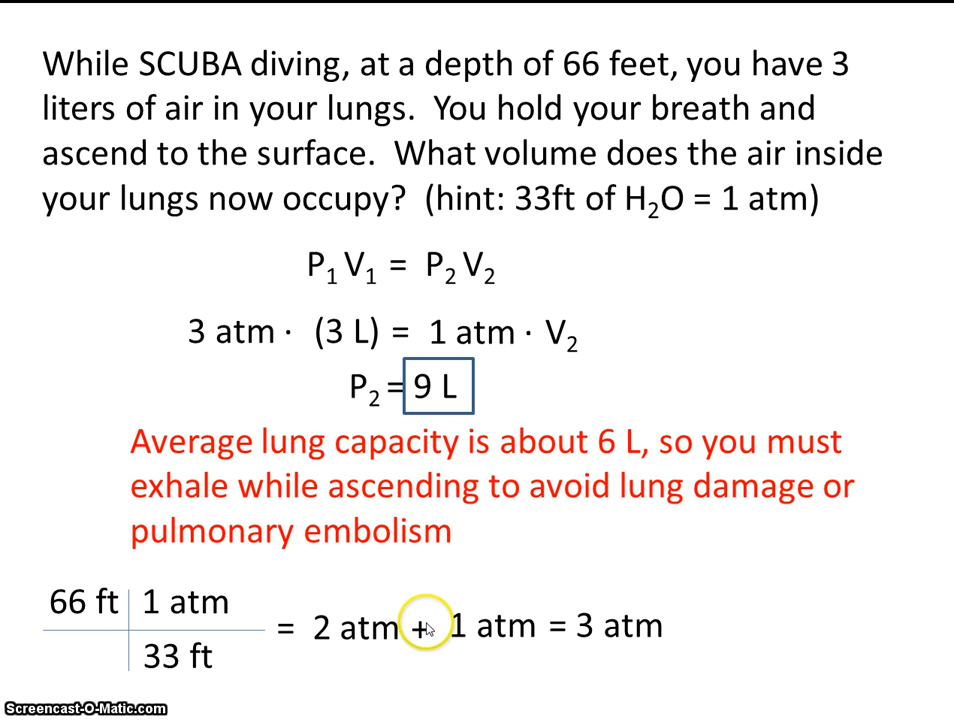 While SCUBA diving, at a depth of 66 feet, you have 3
liters of air in your lungs.  You hold your breath and
ascend to the surface.  What volume does the air inside
your lungs now occupy?  (hint: 33ft of H₂O = 1 atm)
P₁ V₁ = P₂ V₂
3 atm · (3 L) = 1 atm · V₂
P₂ = 9 L
Average lung capacity is about 6 L, so you must
exhale while ascending to avoid lung damage or
pulmonary embolism
66 ft | 1 atm
= 2 atm + 1 atm = 3 atm
33 ft
Screencast-O-Matic.com